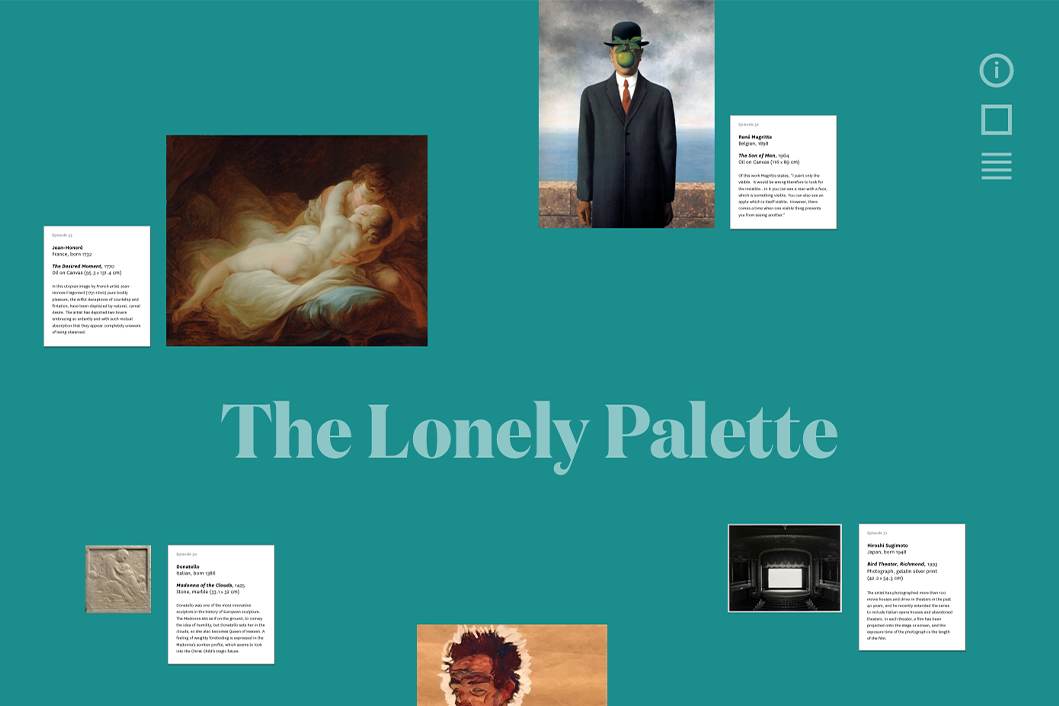 Episode 32
René Magritte
Belgian, 1898
The Son of Man, 1964
Oil on Canvas (116 x 89 cm)
Of this work Magritte states, "I paint only the
visible. It would be wrong therefore to look for
the invisible... In it you can see a man with a face,
which is something visible. You can also see an
apple which is itself visible. However, there
comes a time when one visible thing prevents
you from seeing another."
Episode 33
Jean-Honoré
France, born 1732
The Desired Moment, 1770
Oil on Canvas
In this utopian image by French artist Jean-
Honoré Fragonard pure bodily
pleasure, the artful deceptions of courtship and
flirtation, have been displaced by natural, carnal
desire. The artist has depicted two lovers
embracing so ardently and with such mutual
absorption that they appear completely unaware
of being observed.
The Lonely Palette
Episode 30
Donatello
Italian, born 1386
Madonna of the Clouds, 1425
Stone, marble (33.1 x 32 cm)
Donatello was one of the most innovative
sculptors in the history of European sculpture.
The Madonna sits as if on the ground, to convey
the idea of humility, but Donatello sets her in the
clouds, so she also becomes Queen of Heaven. A
feeling of weighty foreboding is expressed in the
Madonna's somber profile, which seems to look
into the Christ Child's tragic future.
Episode 31
Hiroshi Sugimoto
Japan, born 1948
Bird Theater, Richmond, 1993
Photograph, gelatin silver print
(42.2 x 54.3 cm)
The artist has photographed more than 100
movie houses and drive-in theaters in the past
40 years, and he recently extended the series
to include Italian opera houses and abandoned
theaters. In each theater, a film has been
projected onto the stage or screen, and the
exposure time of the photograph is the length
of the film.